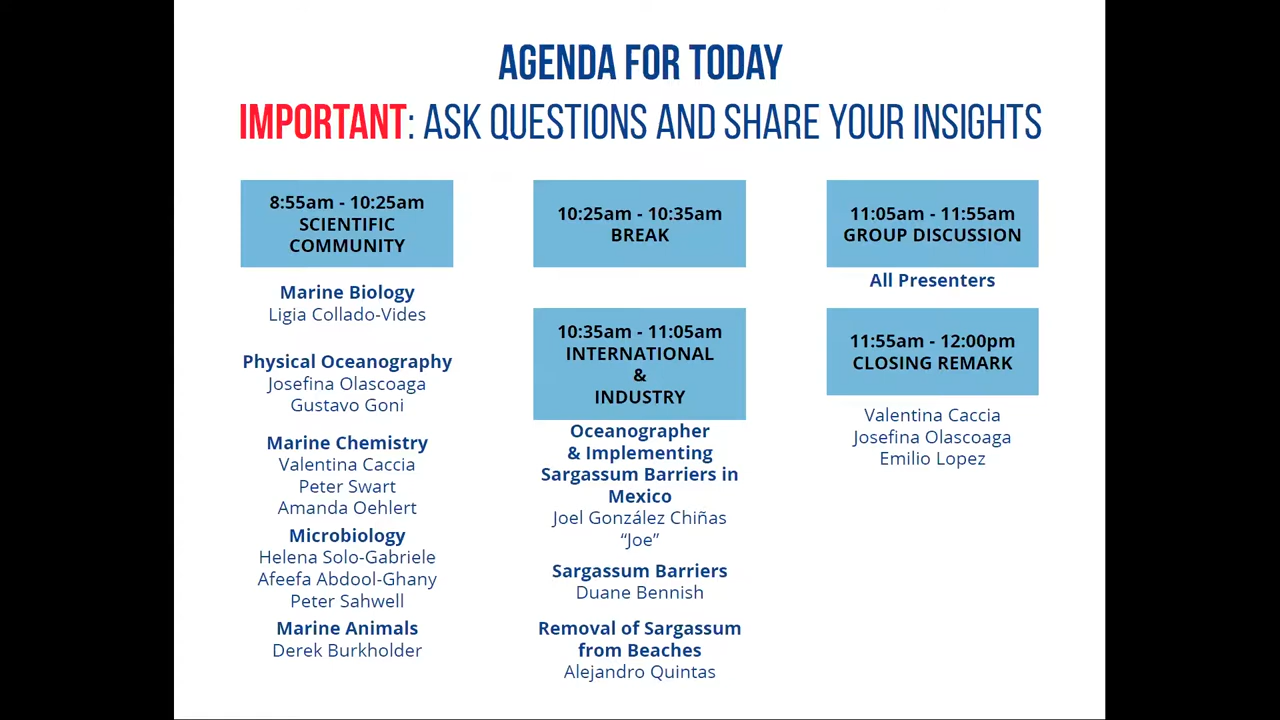 AGENDA FOR TODAY
IMPORTANT: ASK QUESTIONS AND SHARE YOUR INSIGHTS
8:55am - 10:25am
SCIENTIFIC
COMMUNITY
Marine Biology
Ligia Collado-Vides
Physical Oceanography
Josefina Olascoaga
Gustavo Goni
Marine Chemistry
Valentina Caccia
Peter Swart
Amanda Oehlert
Microbiology
Helena Solo-Gabriele
Afeefa Abdool-Ghany
Peter Sahwell
Marine Animals
Derek Burkholder
10:25am - 10:35am
BREAK
10:35am - 11:05am
INTERNATIONAL
&
INDUSTRY
Oceanographer
& Implementing
Sargassum Barriers in
Mexico
Joel González Chiñas
“Joe”
Sargassum Barriers
Duane Bennish
Removal of Sargassum
from Beaches
Alejandro Quintas
11:05am - 11:55am
GROUP DISCUSSION
All Presenters
11:55am - 12:00pm
CLOSING REMARK
Valentina Caccia
Josefina Olascoaga
Emilio Lopez